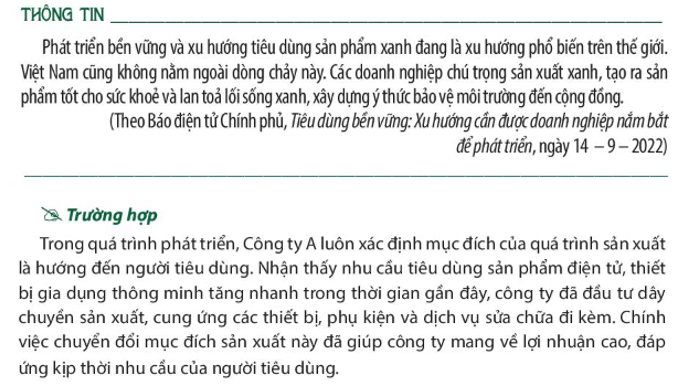 THÔNG TIN
Phát triển bền vững và xu hướng tiêu dùng sản phẩm xanh đang là xu hướng phổ biến trên thế giới.
Việt Nam cũng không nằm ngoài dòng chảy này. Các doanh nghiệp chú trọng sản xuất xanh, tạo ra sản
phẩm tốt cho sức khoẻ và lan toả lối sống xanh, xây dựng ý thức bảo vệ môi trường đến cộng đồng.
(Theo Báo điện tử Chính phủ, Tiêu dùng bền vững: Xu hướng cần được doanh nghiệp nắm bắt
để phát triển, ngày 14 – 9 – 2022)
Trường hợp
Trong quá trình phát triển, Công ty A luôn xác định mục đích của quá trình sản xuất
là hướng đến người tiêu dùng. Nhận thấy nhu cầu tiêu dùng sản phẩm điện tử, thiết
bị gia dụng thông minh tăng nhanh trong thời gian gần đây, công ty đã đầu tư dây
chuyền sản xuất, cung ứng các thiết bị, phụ kiện và dịch vụ sửa chữa đi kèm. Chính
việc chuyển đổi mục đích sản xuất này đã giúp công ty mang về lợi nhuận cao, đáp
ứng kịp thời nhu cầu của người tiêu dùng.